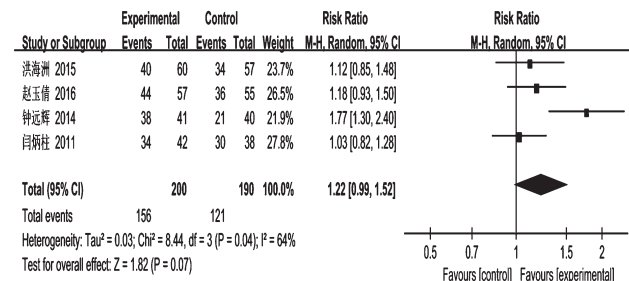 Experimental Control Risk Ratio Risk Ratio
Study or Subgroup Events Total Events Total Weight M-H. Random. 95% CI M-H. Random. 95% CI
洪海洲 2015 40 60 34 57 23.7% 1.12 [0.85, 1.48]
赵玉倩 2016 44 57 36 55 26.5% 1.18 [0.93, 1.50]
钟远辉 2014 38 41 21 40 21.9% 1.77 [1.30, 2.40]
闫炳柱 2011 34 42 30 38 27.8% 1.03 [0.82, 1.28]
Total (95% CI) 200 190 100.0% 1.22 [0.99, 1.52]
Total events 156 121
Heterogeneity: Tau² = 0.03; Chi² = 8.44, df = 3 (P = 0.04); I² = 64%
Test for overall effect: Z = 1.82 (P = 0.07)
0.5 0.7 1 1.5 2
Favours [control] Favours [experimental]